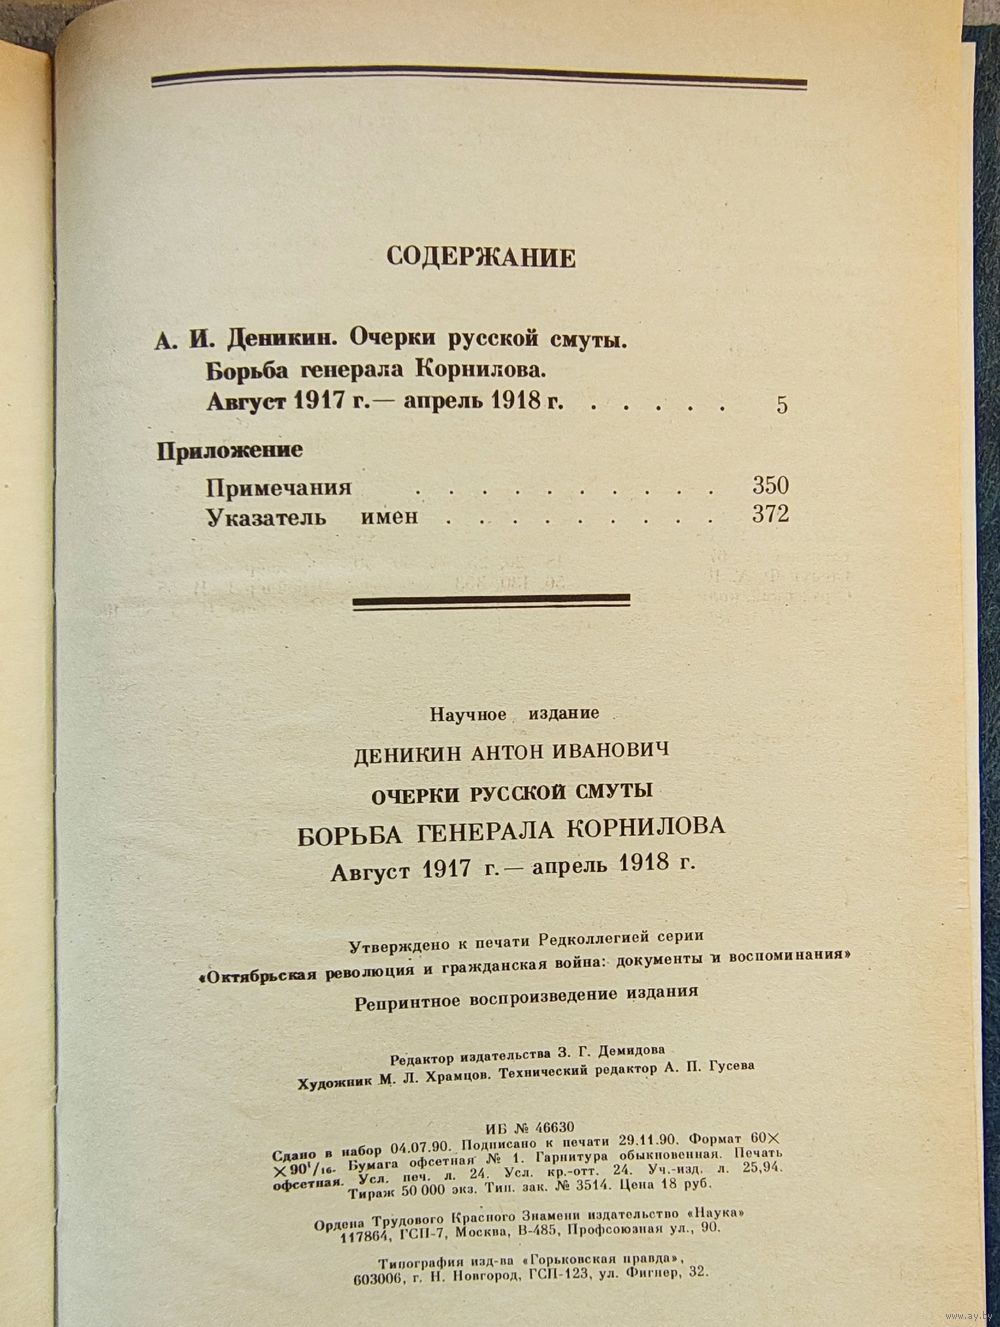 СОДЕРЖАНИЕ
А. И. Деникин. Очерки русской смуты.
Борьба генерала Корнилова.
Август 1917 г.— апрель 1918 г. . . . . . 5
Приложение
Примечания . . . . . . . . . . 350
Указатель имен . . . . . . . . . 372
Научное издание
ДЕНИКИН АНТОН ИВАНОВИЧ
ОЧЕРКИ РУССКОЙ СМУТЫ
БОРЬБА ГЕНЕРАЛА КОРНИЛОВА
Август 1917 г.— апрель 1918 г.
Утверждено к печати Редколлегией серии
«Октябрьская революция и гражданская война: документы и воспоминания»
Репринтное воспроизведение издания
Редактор издательства З. Г. Демидова
Художник М. Л. Храмцов. Технический редактор А. П. Гусева
ИБ № 46630
Сдано в набор 04.07.90. Подписано к печати 29.11.90. Формат 60×
×90¹/₁₆. Бумага офсетная № 1. Гарнитура обыкновенная. Печать
офсетная. Усл. печ. л. 24. Усл. кр.-отт. 24. Уч.-изд. л. 25,94.
Тираж 50 000 экз. Тип. зак. № 3514. Цена 18 руб.
Ордена Трудового Красного Знамени издательство «Наука»
117864, ГСП-7, Москва, В-485, Профсоюзная ул., 90.
Типография изд-ва «Горьковская правда»,
603006, г. Н. Новгород, ГСП-123, ул. Фигнер, 32.
www.ay.by